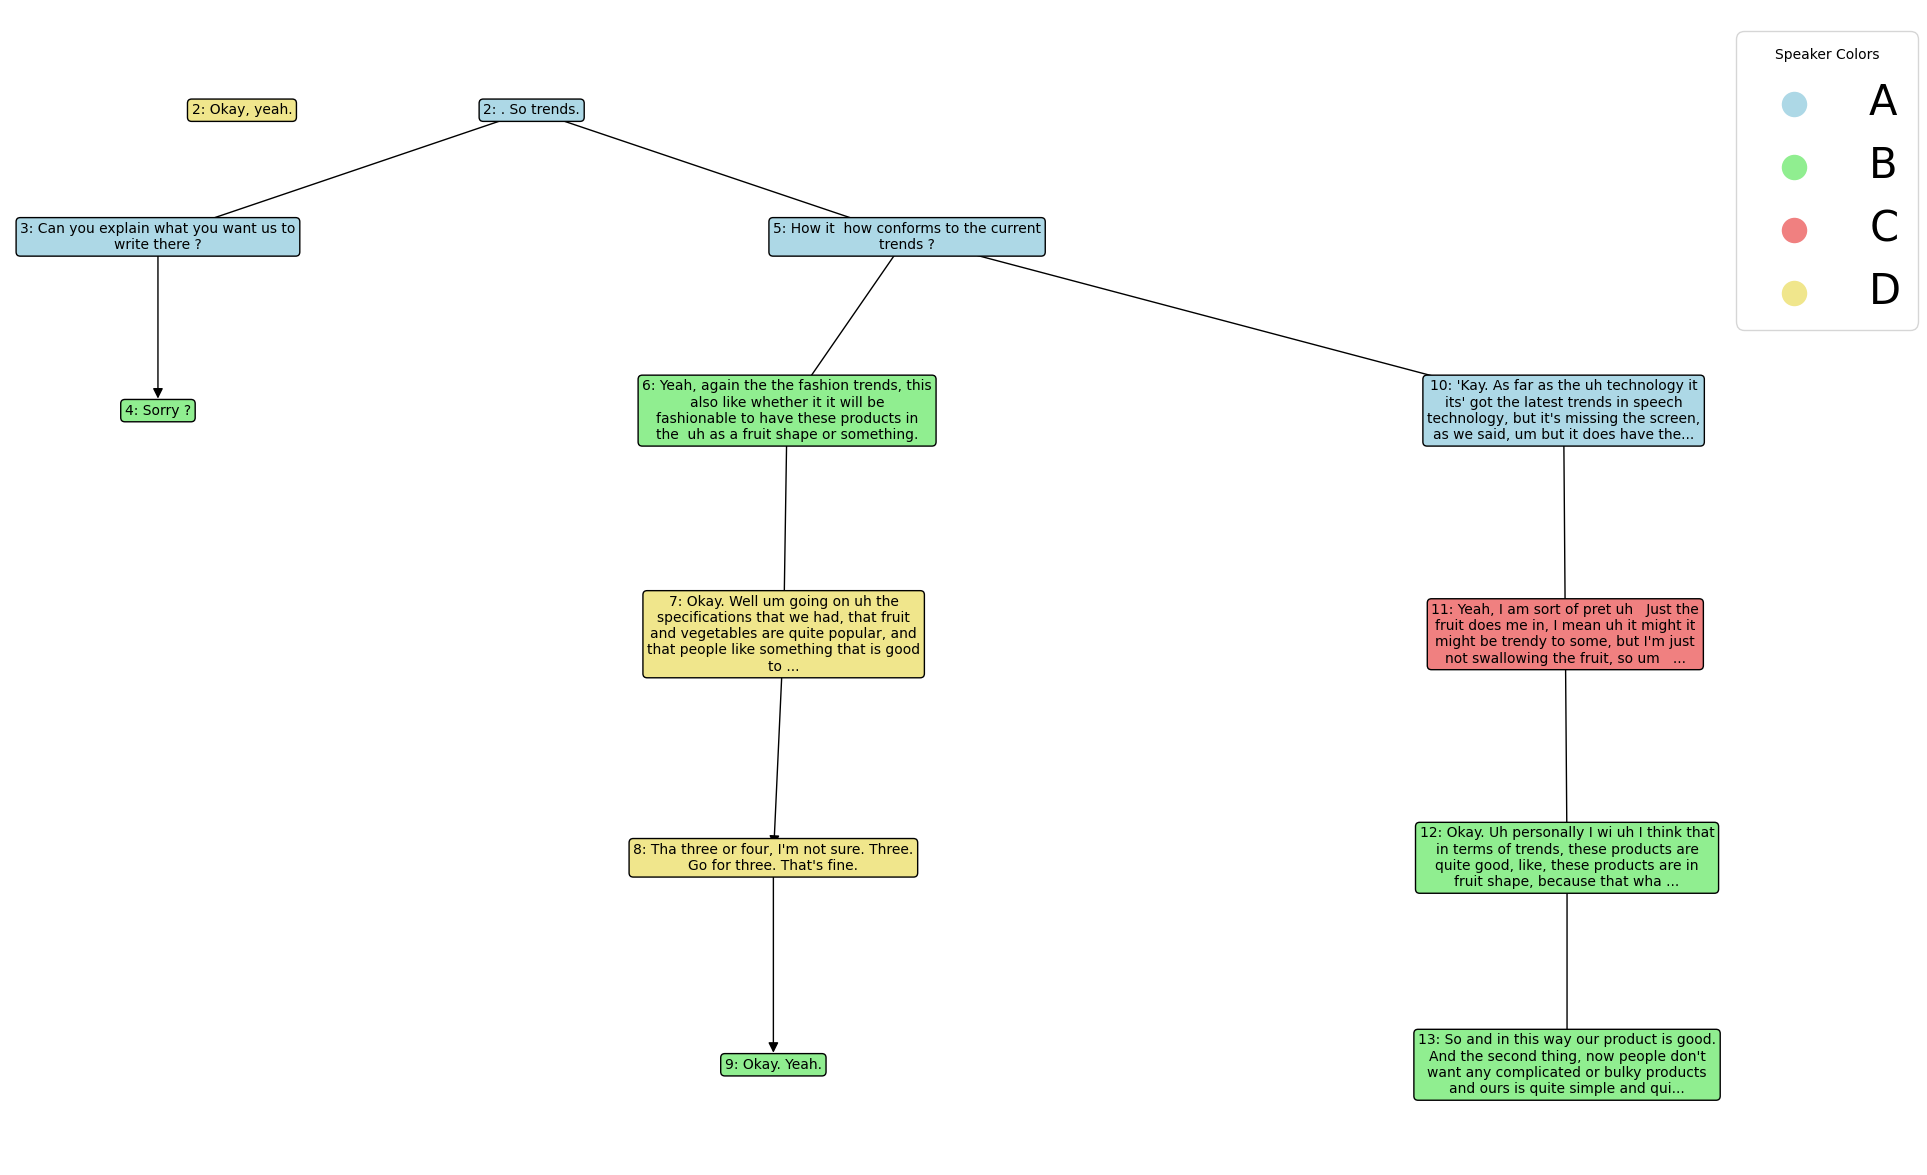 Speaker Colors
A
B
C
D
2: Okay, yeah.
2: . So trends.
3: Can you explain what you want us to
write there ?
5: How it  how conforms to the current
trends ?
4: Sorry ?
6: Yeah, again the the fashion trends, this
also like whether it it will be
fashionable to have these products in
the  uh as a fruit shape or something.
10: 'Kay. As far as the uh technology it
its' got the latest trends in speech
technology, but it's missing the screen,
as we said, um but it does have the...
7: Okay. Well um going on uh the
specifications that we had, that fruit
and vegetables are quite popular, and
that people like something that is good
to ...
11: Yeah, I am sort of pret uh   Just the
fruit does me in, I mean uh it might it
might be trendy to some, but I'm just
not swallowing the fruit, so um   ...
8: Tha three or four, I'm not sure. Three.
Go for three. That's fine.
12: Okay. Uh personally I wi uh I think that
in terms of trends, these products are
quite good, like, these products are in
fruit shape, because that wha ...
9: Okay. Yeah.
13: So and in this way our product is good.
And the second thing, now people don't
want any complicated or bulky products
and ours is quite simple and qui...